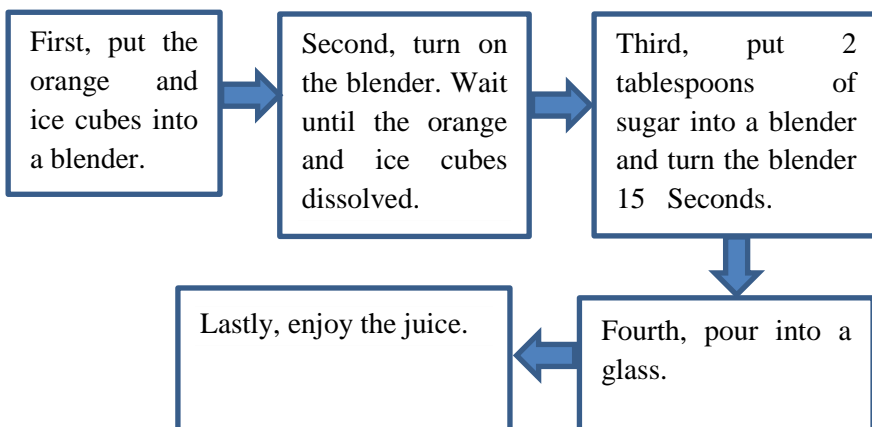 First, put the
orange and
ice cubes into
a blender.
Second, turn on
the blender. Wait
until the orange
and ice cubes
dissolved.
Third, put 2
tablespoons of
sugar into a blender
and turn the blender
15 Seconds.
Fourth, pour into a
glass.
Lastly, enjoy the juice.